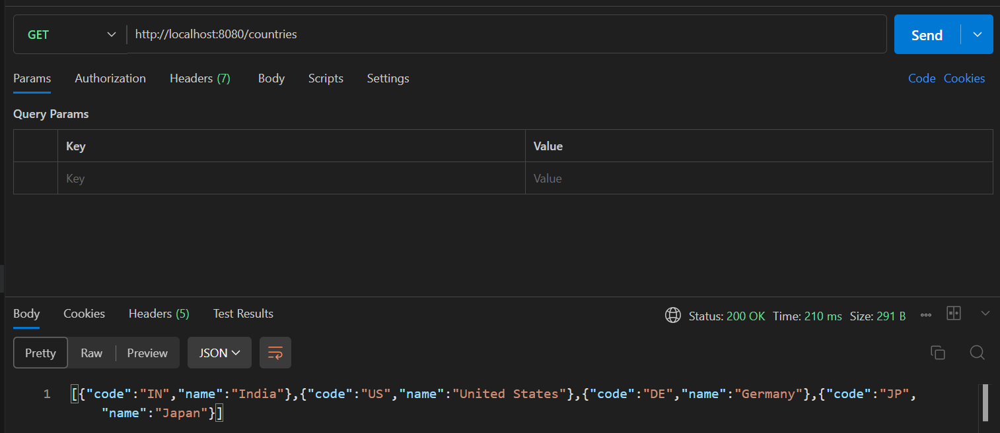 GET http://localhost:8080/countries Send
Params Authorization Headers (7) Body Scripts Settings Code Cookies
Query Params
Key Value
Key Value
Body Cookies Headers (5) Test Results Status: 200 OK Time: 210 ms Size: 291 B
Pretty Raw Preview JSON
1 [{"code":"IN","name":"India"},{"code":"US","name":"United States"},{"code":"DE","name":"Germany"},{"code":"JP",
"name":"Japan"}]